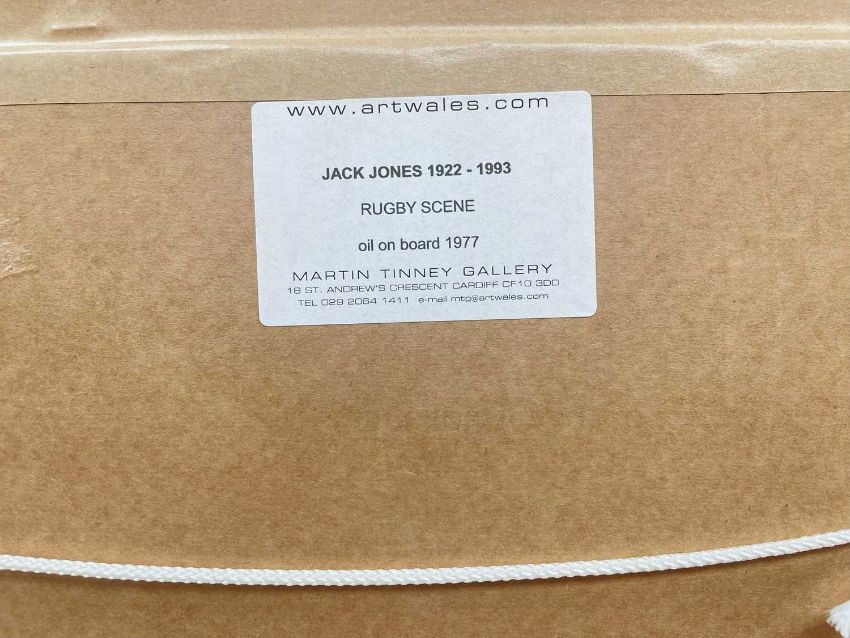 www.artwales.com
JACK JONES 1922 - 1993
RUGBY SCENE
oil on board 1977
MARTIN TINNEY GALLERY
18 ST. ANDREW'S CRESCENT CARDIFF CF10 3DD
TEL 029 2064 1411 e-mail mtg@artwales.com